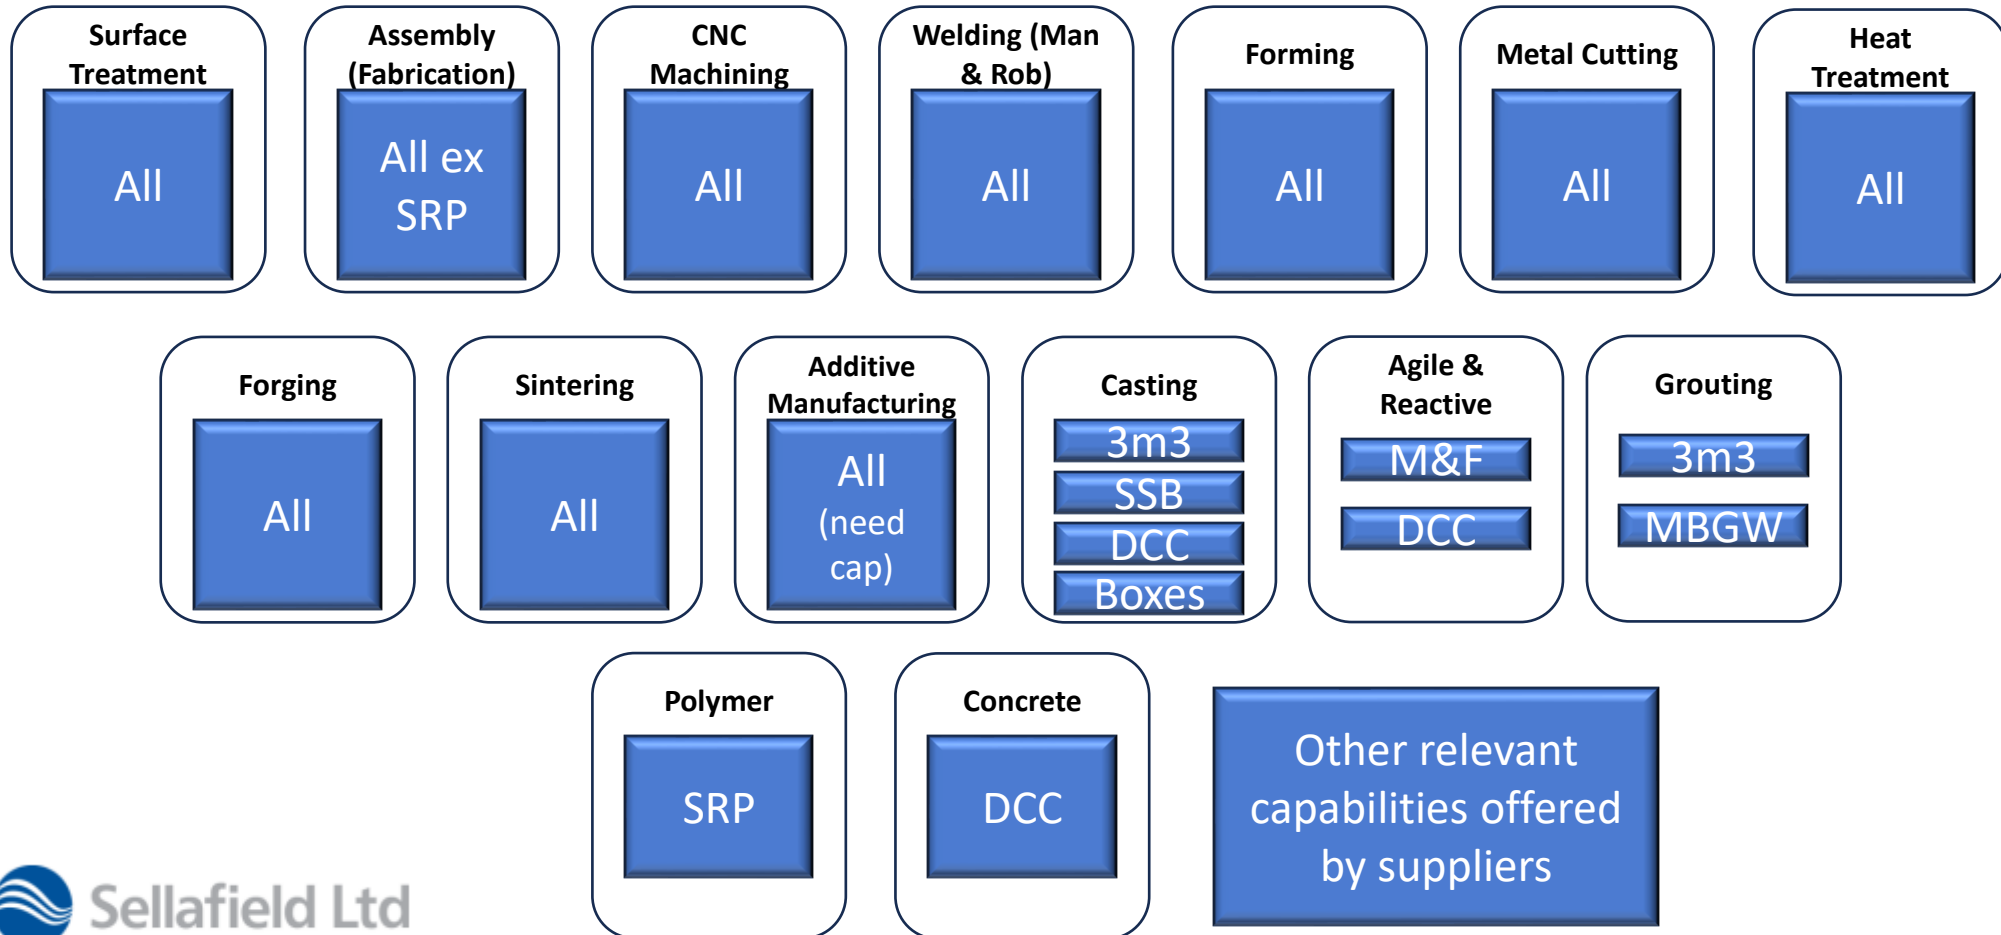 Surface
Treatment
All
Assembly
(Fabrication)
All ex
SRP
CNC
Machining
All
Welding (Man
& Rob)
All
Forming
All
Metal Cutting
All
Heat
Treatment
All
Forging
All
Sintering
All
Additive
Manufacturing
All
(need
cap)
Casting
3m3
SSB
DCC
Boxes
Agile &
Reactive
M&F
DCC
Grouting
3m3
MBGW
Polymer
SRP
Concrete
DCC
Other relevant
capabilities offered
by suppliers
Sellafield Ltd